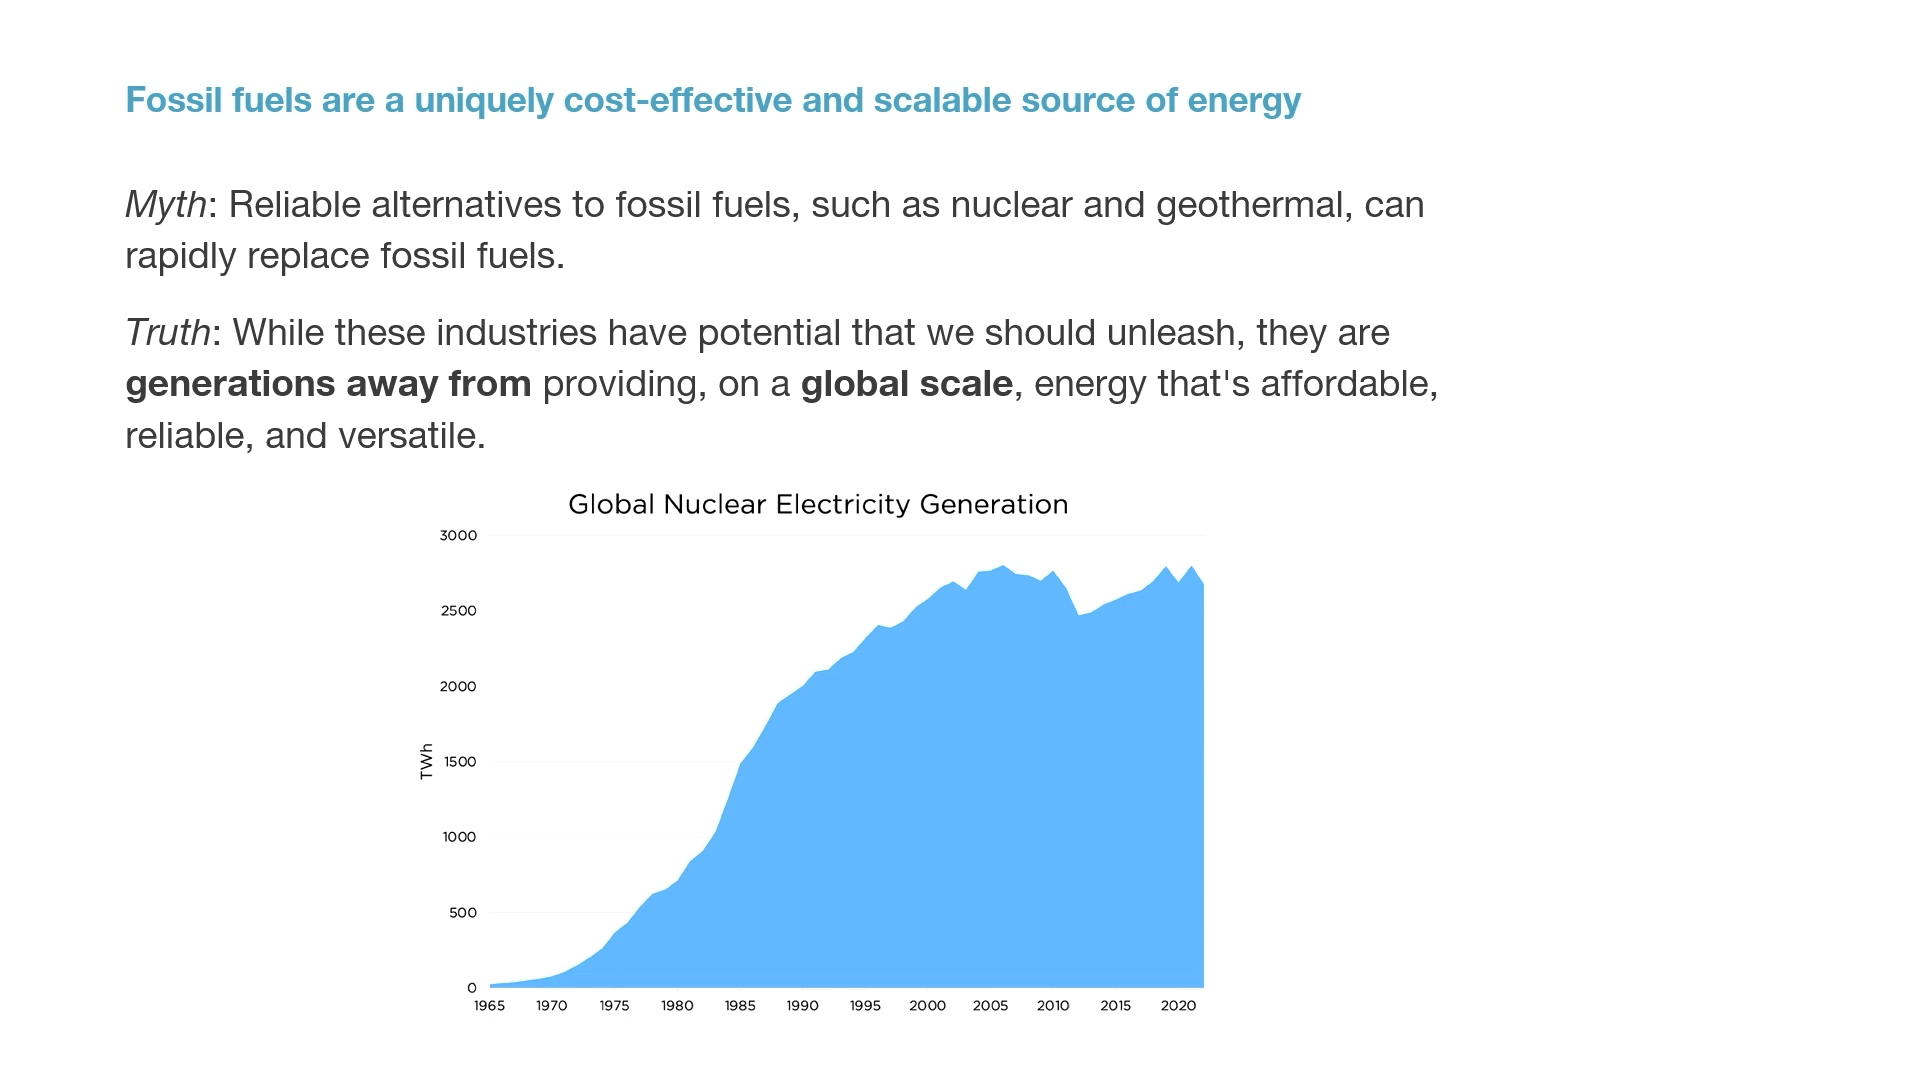 Fossil fuels are a uniquely cost-effective and scalable source of energy
Myth: Reliable alternatives to fossil fuels, such as nuclear and geothermal, can
rapidly replace fossil fuels.
Truth: While these industries have potential that we should unleash, they are
generations away from providing, on a global scale, energy that's affordable,
reliable, and versatile.
Global Nuclear Electricity Generation
3000
2500
2000
TWh
1500
1000
500
0
1965 1970 1975 1980 1985 1990 1995 2000 2005 2010 2015 2020